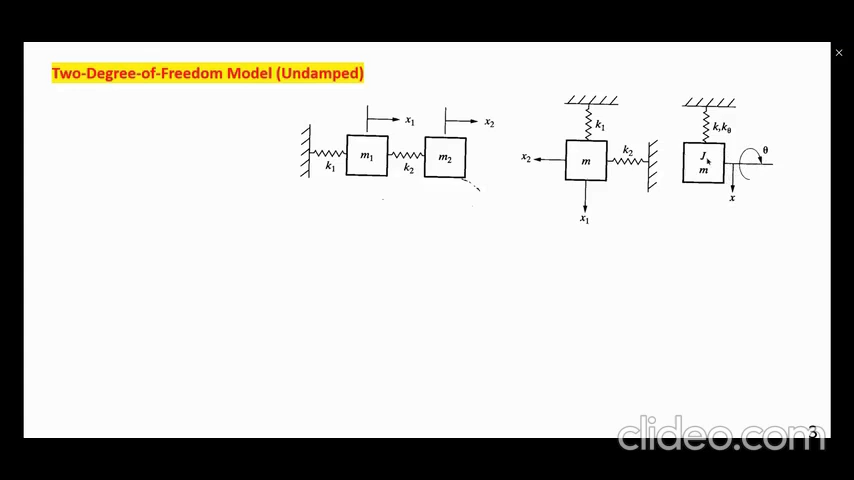 Two-Degree-of-Freedom Model (Undamped)
x₁
x₂
m₁
m₂
k₁
k₂
k₁
x₂
m
k₂
x₁
k, kθ
J
m
θ
x
3
clideo.com